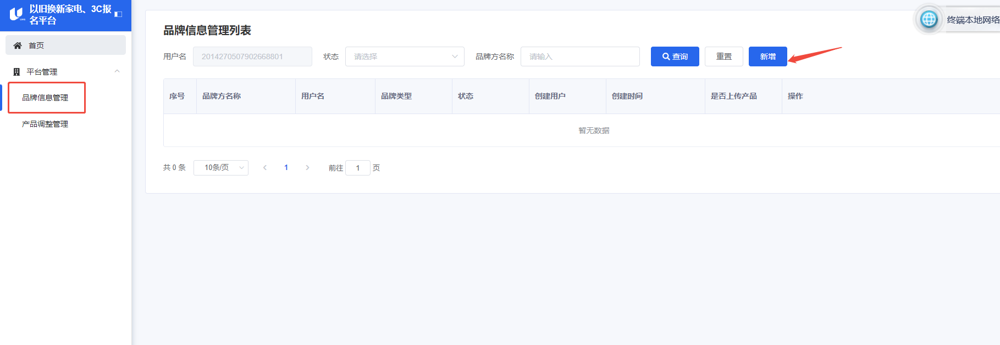 以旧换新家电、3C报
名平台
首页
平台管理
品牌信息管理
产品调整管理
品牌信息管理列表
用户名 2014270507902668801 状态 请选择 品牌方名称 请输入 查询 重置 新增
序号 品牌方名称 用户名 品牌类型 状态 创建用户 创建时间 是否上传产品 操作
暂无数据
共 0 条 10条/页 1 前往 1 页
终端本地网络